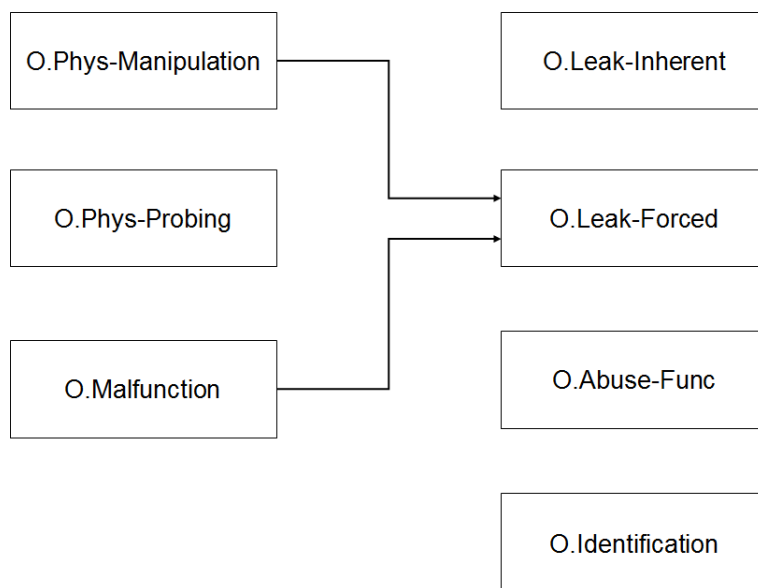 O.Phys-Manipulation
O.Leak-Inherent
O.Phys-Probing
O.Leak-Forced
O.Malfunction
O.Abuse-Func
O.Identification